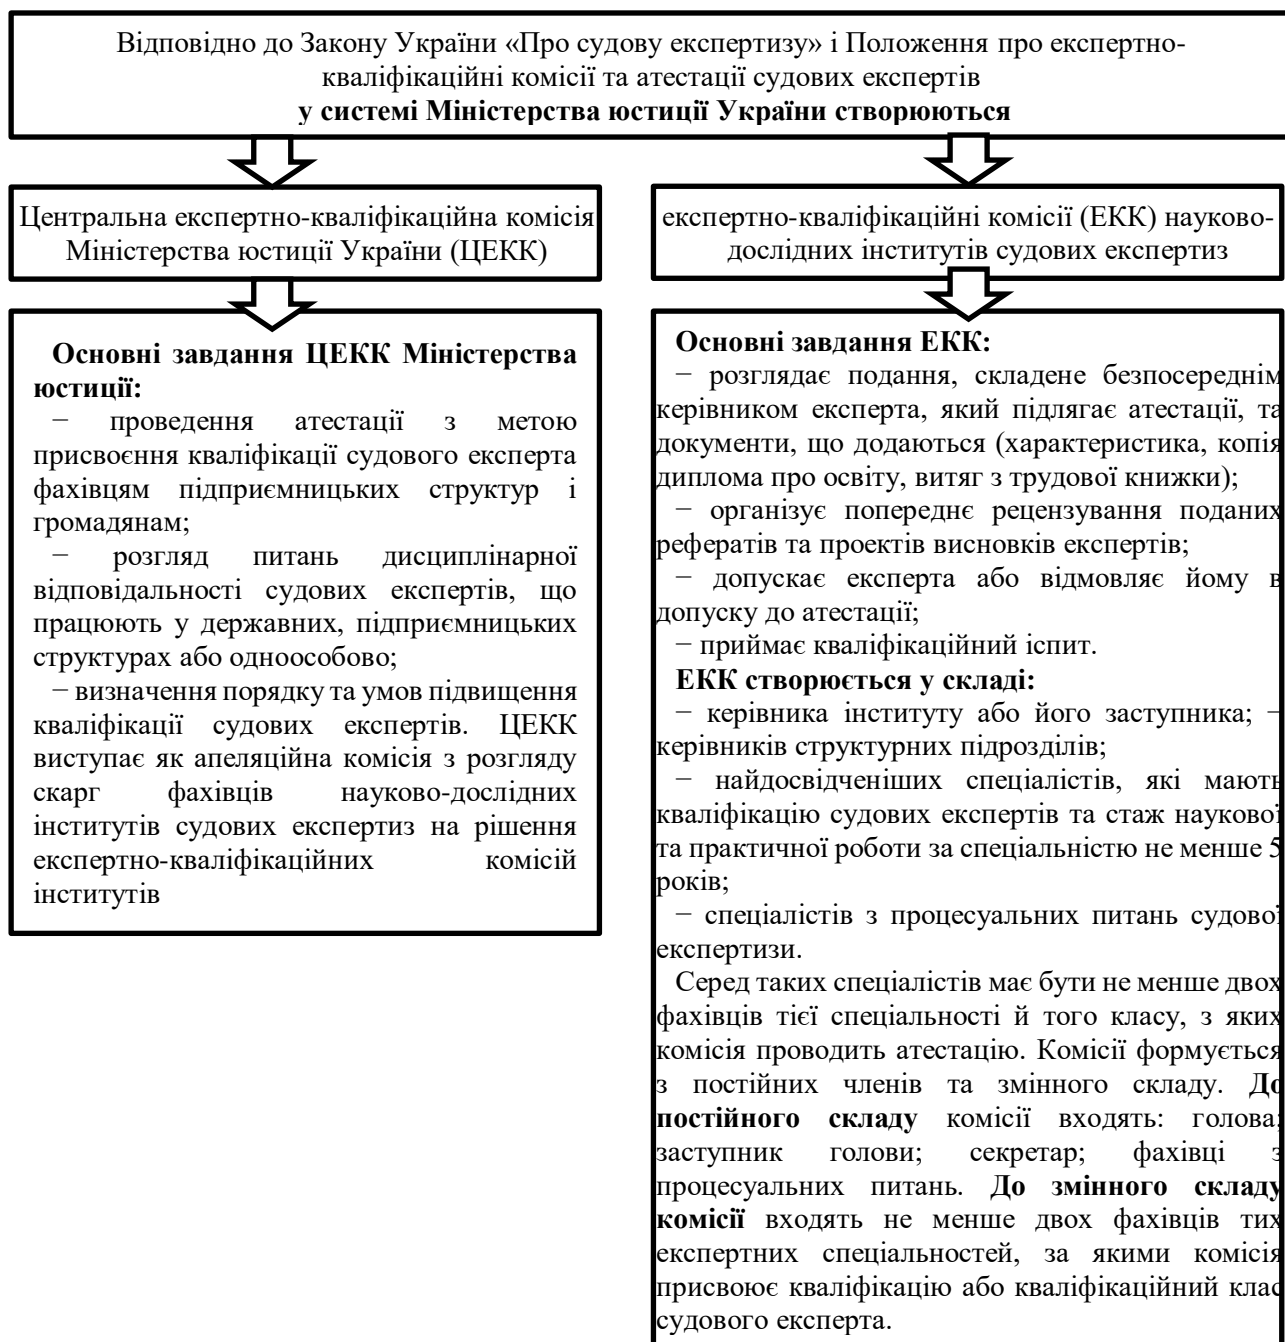 Відповідно до Закону України «Про судову експертизу» і Положення про експертно-
кваліфікаційні комісії та атестації судових експертів
у системі Міністерства юстиції України створюються
Центральна експертно-кваліфікаційна комісія
Міністерства юстиції України (ЦЕКК)
експертно-кваліфікаційні комісії (ЕКК) науково-
дослідних інститутів судових експертиз
Основні завдання ЦЕКК Міністерства
юстиції:
− проведення атестації з метою
присвоєння кваліфікації судового експерта
фахівцям підприємницьких структур і
громадянам;
− розгляд питань дисциплінарної
відповідальності судових експертів, що
працюють у державних, підприємницьких
структурах або одноособово;
− визначення порядку та умов підвищення
кваліфікації судових експертів. ЦЕКК
виступає як апеляційна комісія з розгляду
скарг фахівців науково-дослідних
інститутів судових експертиз на рішення
експертно-кваліфікаційних комісій
інститутів
Основні завдання ЕКК:
− розглядає подання, складене безпосереднім
керівником експерта, який підлягає атестації, та
документи, що додаються (характеристика, копія
диплома про освіту, витяг з трудової книжки);
− організує попереднє рецензування поданих
рефератів та проектів висновків експертів;
− допускає експерта або відмовляє йому в
допуску до атестації;
− приймає кваліфікаційний іспит.
ЕКК створюється у складі:
− керівника інституту або його заступника; −
керівників структурних підрозділів;
− найдосвідченіших спеціалістів, які мають
кваліфікацію судових експертів та стаж наукової
та практичної роботи за спеціальністю не менше 5
років;
− спеціалістів з процесуальних питань судової
експертизи.
Серед таких спеціалістів має бути не менше двох
фахівців тієї спеціальності й того класу, з яких
комісія проводить атестацію. Комісії формується
з постійних членів та змінного складу. До
постійного складу комісії входять: голова;
заступник голови; секретар; фахівці з
процесуальних питань. До змінного складу
комісії входять не менше двох фахівців тих
експертних спеціальностей, за якими комісія
присвоює кваліфікацію або кваліфікаційний клас
судового експерта.